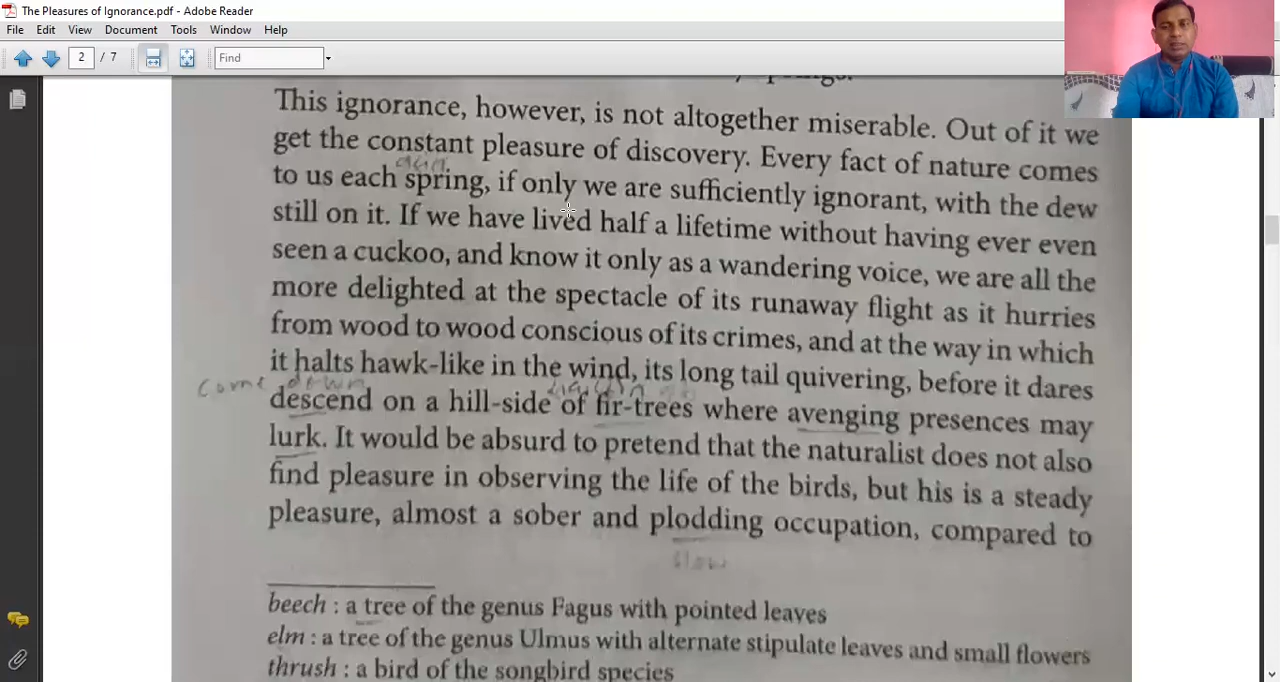 The Pleasures of Ignorance.pdf - Adobe Reader
File Edit View Document Tools Window Help
2 / 7 Find
This ignorance, however, is not altogether miserable. Out of it we
get the constant pleasure of discovery. Every fact of nature comes
to us each spring, if only we are sufficiently ignorant, with the dew
still on it. If we have lived half a lifetime without having ever even
seen a cuckoo, and know it only as a wandering voice, we are all the
more delighted at the spectacle of its runaway flight as it hurries
from wood to wood conscious of its crimes, and at the way in which
it halts hawk-like in the wind, its long tail quivering, before it dares
come down
descend on a hill-side of fir-trees where avenging presences may
lurk. It would be absurd to pretend that the naturalist does not also
find pleasure in observing the life of the birds, but his is a steady
pleasure, almost a sober and plodding occupation, compared to
slow
beech : a tree of the genus Fagus with pointed leaves
elm : a tree of the genus Ulmus with alternate stipulate leaves and small flowers
thrush : a bird of the songbird species